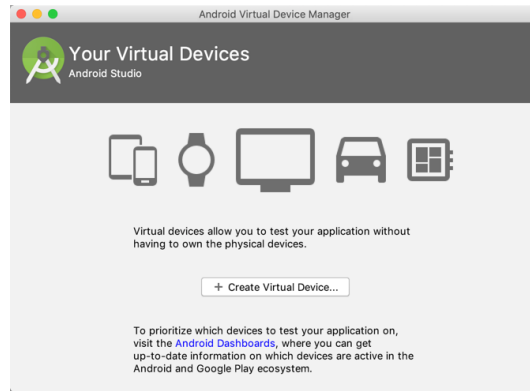 Android Virtual Device Manager
Your Virtual Devices
Android Studio
Virtual devices allow you to test your application without
having to own the physical devices.
+ Create Virtual Device...
To prioritize which devices to test your application on,
visit the Android Dashboards, where you can get
up-to-date information on which devices are active in the
Android and Google Play ecosystem.